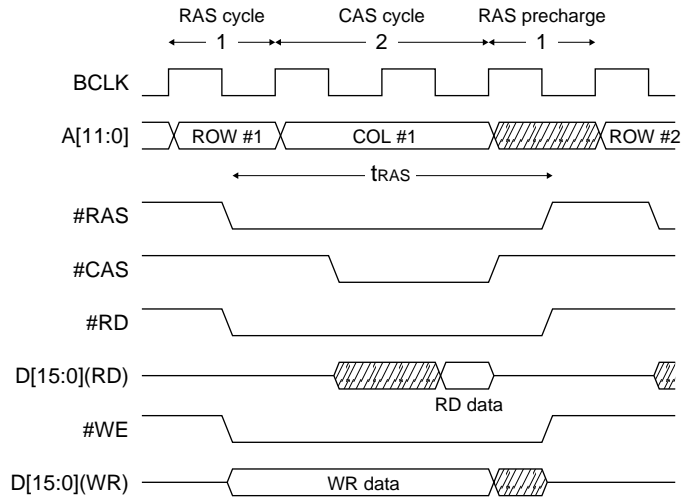 RAS cycle CAS cycle RAS precharge
1 2 1
BCLK
A[11:0] ROW #1 COL #1 ROW #2
tRAS
#RAS
#CAS
#RD
D[15:0](RD)
RD data
#WE
D[15:0](WR) WR data